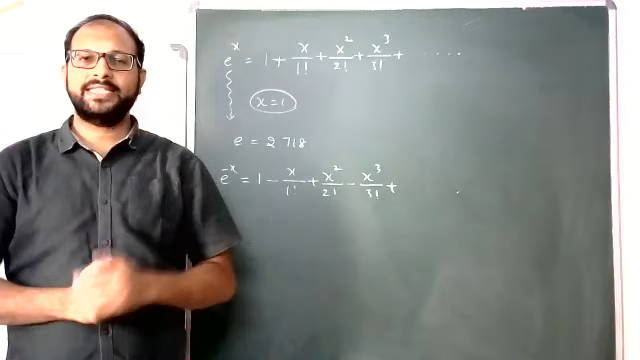 e^x = 1 + x/1! + x^2/2! + x^3/3! + ....
x = 1
e = 2 718
e^-x = 1 - x/1! + x^2/2! - x^3/3! +